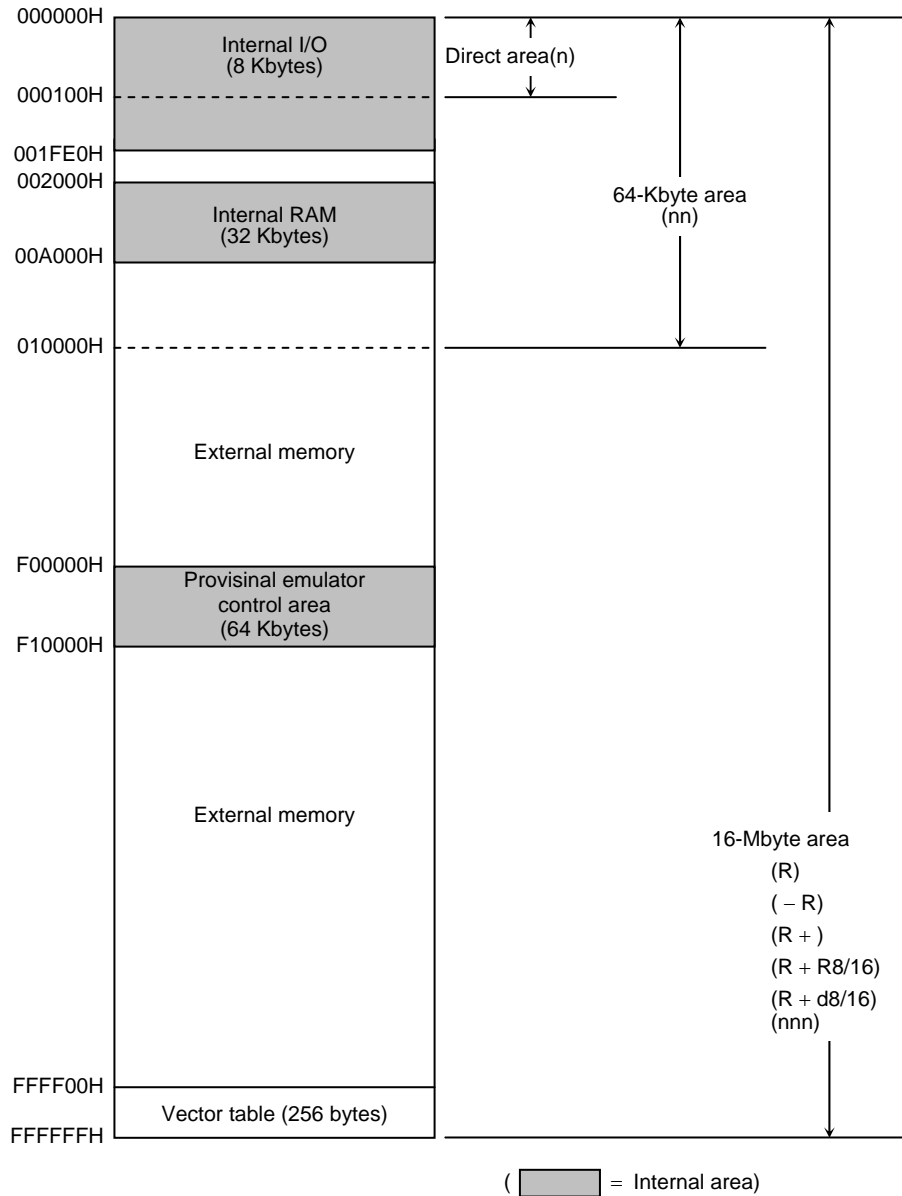 000000H
Internal I/O
(8 Kbytes)
Direct area(n)
000100H
001FE0H
002000H
64-Kbyte area
(nn)
Internal RAM
(32 Kbytes)
00A000H
010000H
External memory
F00000H
Provisinal emulator
control area
(64 Kbytes)
F10000H
External memory
16-Mbyte area
(R)
( − R)
(R + )
(R + R8/16)
(R + d8/16)
(nnn)
FFFF00H
Vector table (256 bytes)
FFFFFFH
( = Internal area)